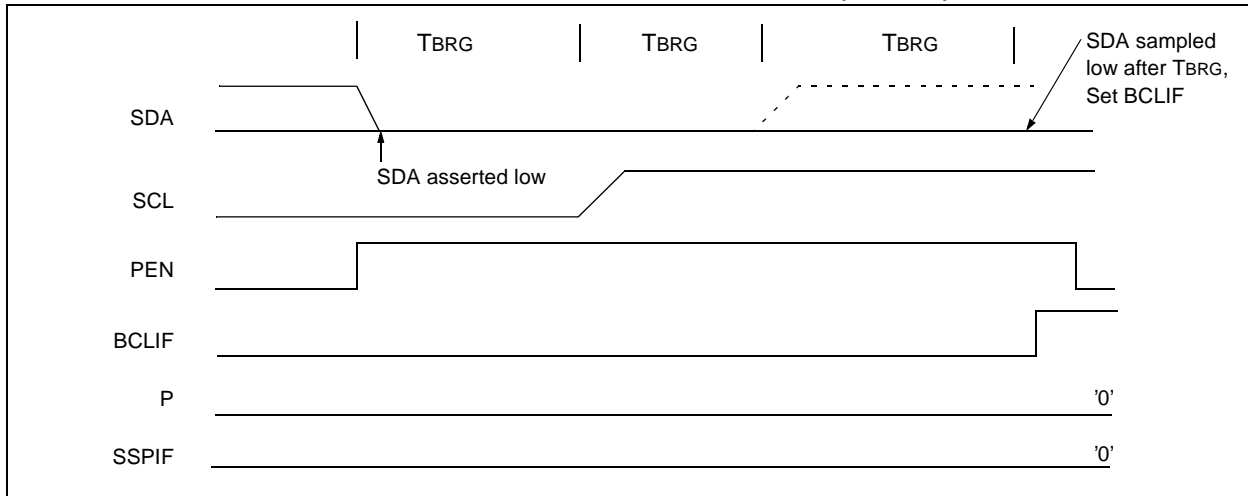 TBRG TBRG TBRG
SDA sampled
low after TBRG,
Set BCLIF
SDA
SDA asserted low
SCL
PEN
BCLIF
P '0'
SSPIF '0'